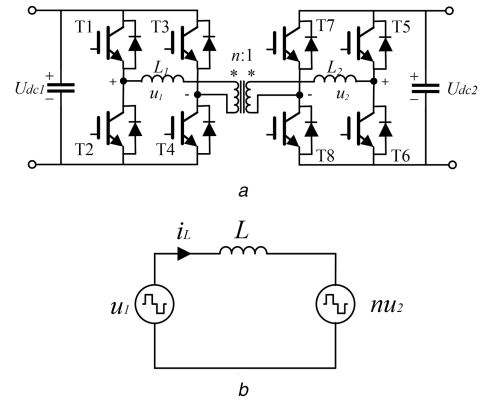 T1 T3 T7 T5
n:1
L1 * * L2
+ + - - + +
Udc1 u1 u2 Udc2
− −
T2 T4 T8 T6
a
iL L
u1 nu2
b